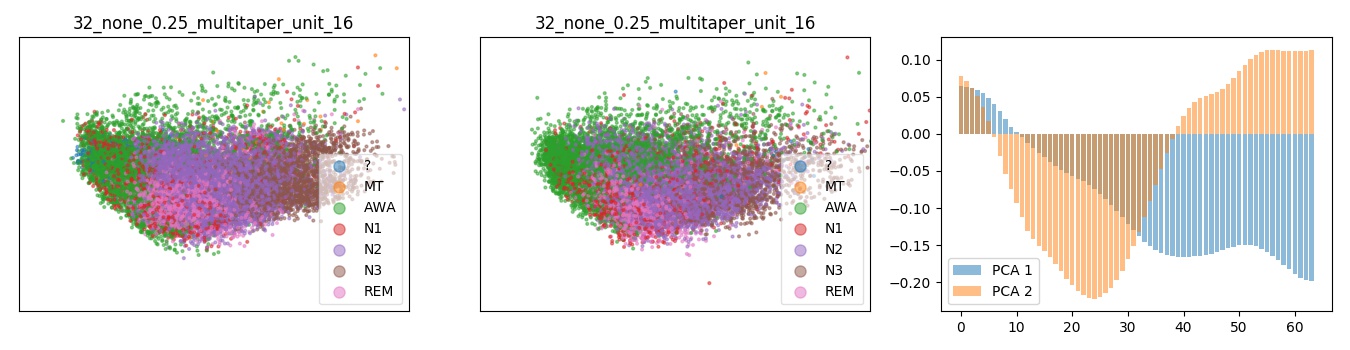 32_none_0.25_multitaper_unit_16
?
MT
AWA
N1
N2
N3
REM
32_none_0.25_multitaper_unit_16
?
MT
AWA
N1
N2
N3
REM
0.10
0.05
0.00
−0.05
−0.10
−0.15
−0.20
PCA 1
PCA 2
0 10 20 30 40 50 60